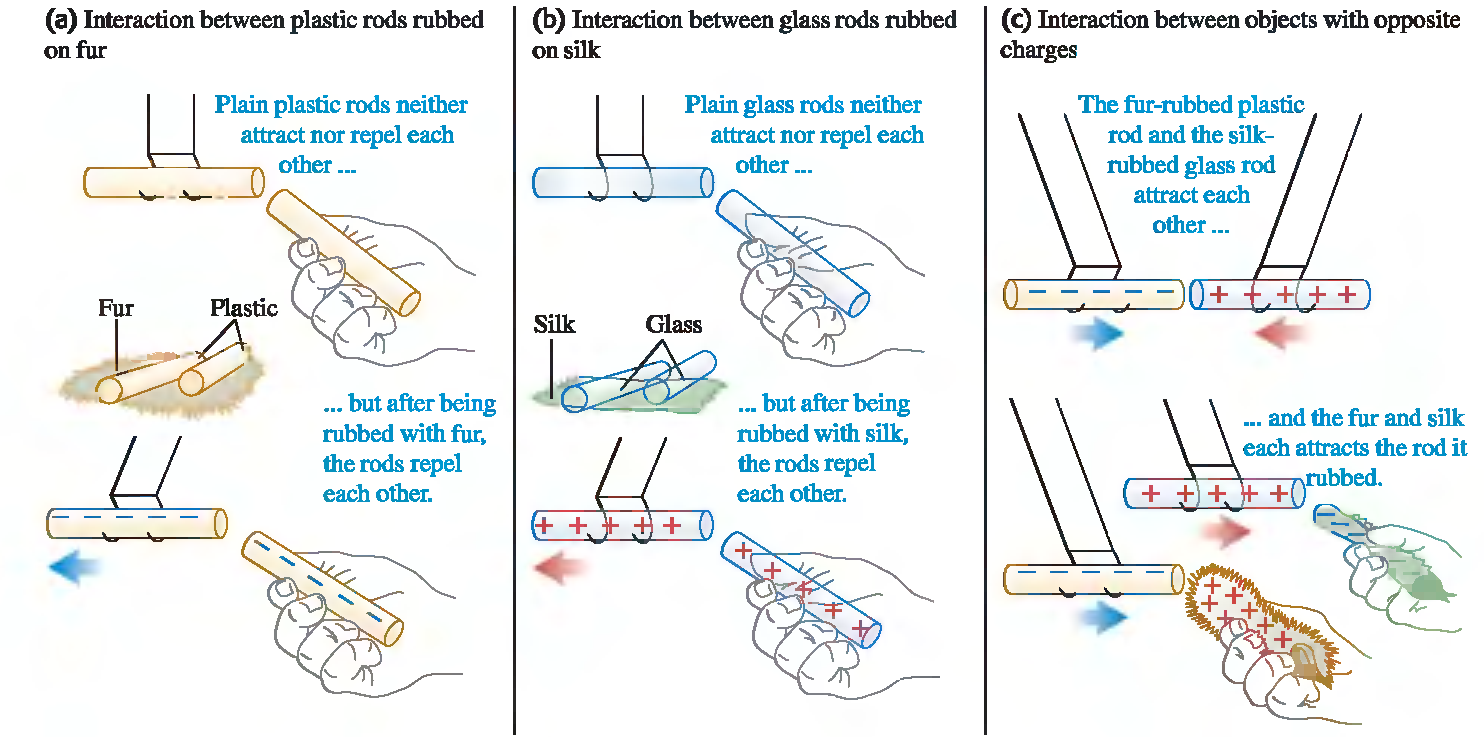 (a) Interaction between plastic rods rubbed
on fur
Plain plastic rods neither
attract nor repel each
other ...
Fur
Plastic
... but after being
rubbed with fur,
the rods repel
each other.
(b) Interaction between glass rods rubbed
on silk
Plain glass rods neither
attract nor repel each
other ...
Silk
Glass
... but after being
rubbed with silk,
the rods repel
each other.
(c) Interaction between objects with opposite
charges
The fur-rubbed plastic
rod and the silk-
rubbed glass rod
attract each
other ...
... and the fur and silk
each attracts the rod it
rubbed.